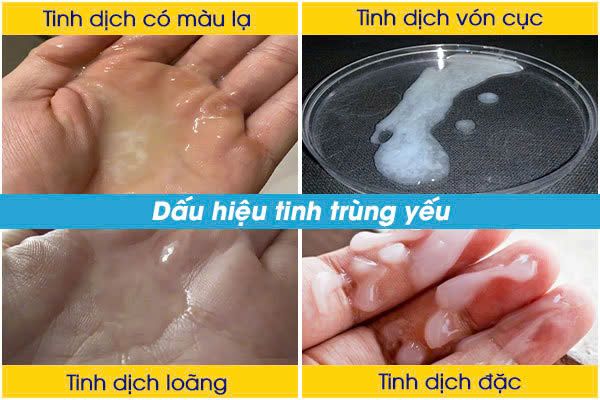 Tinh dịch có màu lạ
Tinh dịch vón cục
Dấu hiệu tinh trùng yếu
Tinh dịch loãng
Tinh dịch đặc